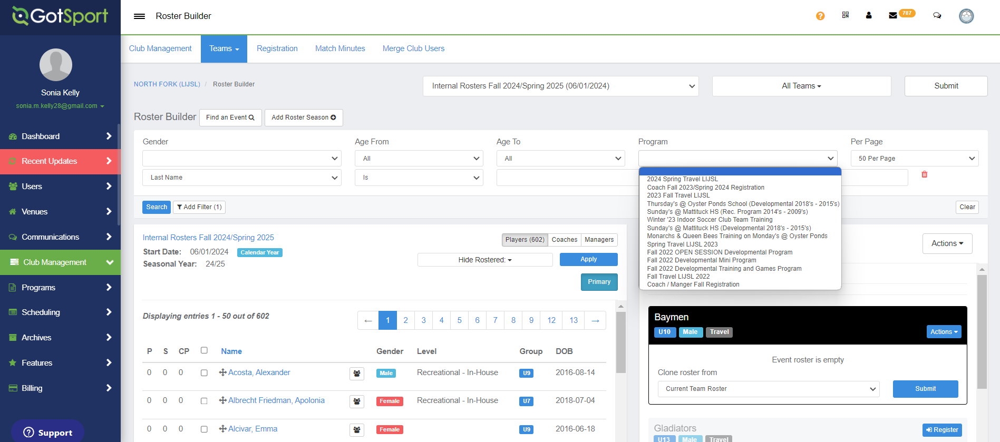 GotSport
Roster Builder
787
Sonia Kelly
sonia.m.kelly28@gmail.com
Dashboard
Recent Updates
Users
Venues
Communications
Club Management
Programs
Scheduling
Archives
Features
Billing
Support
Club Management
Teams
Registration
Match Minutes
Merge Club Users
NORTH FORK (LIJSL) / Roster Builder
Internal Rosters Fall 2024/Spring 2025 (06/01/2024)
All Teams
Submit
Roster Builder
Find an Event
Add Roster Season
Gender
Age From
Age To
Program
Per Page
All
All
50 Per Page
Last Name
Is
2024 Spring Travel LIJSL
Coach Fall 2023/Spring 2024 Registration
2023 Fall Travel LIJSL
Thursday's @ Oyster Ponds School (Developmental 2018's - 2015's)
Sunday's @ Mattituck HS (Rec. Program 2014's - 2009's)
Winter '23 Indoor Soccer Club Team Training
Sunday's @ Mattituck HS (Developmental 2018's - 2015's)
Monarchs & Queen Bees Training on Monday's @ Oyster Ponds
Spring Travel LIJSL 2023
Fall 2022 OPEN SESSION Developmental Program
Fall 2022 Developmental Mini Program
Fall 2022 Developmental Training and Games Program
Fall Travel LIJSL 2022
Coach / Manger Fall Registration
Search
Add Filter (1)
Clear
Internal Rosters Fall 2024/Spring 2025
Start Date: 06/01/2024 Calendar Year
Seasonal Year: 24/25
Players (602)
Coaches
Managers
Hide Rostered:
Apply
Primary
Displaying entries 1 - 50 out of 602
← 1 2 3 4 5 6 7 8 9 12 13 →
P S CP Name Gender Level Group DOB
0 0 0 Acosta, Alexander Male Recreational - In-House U9 2016-08-14
0 0 0 Albrecht Friedman, Apolonia Female Recreational - In-House U7 2018-07-04
0 0 0 Alcivar, Emma Female U9 2016-06-18
Actions
Baymen
U10 Male Travel
Actions
Event roster is empty
Clone roster from
Current Team Roster
Submit
Gladiators
Register
U13 Male Travel